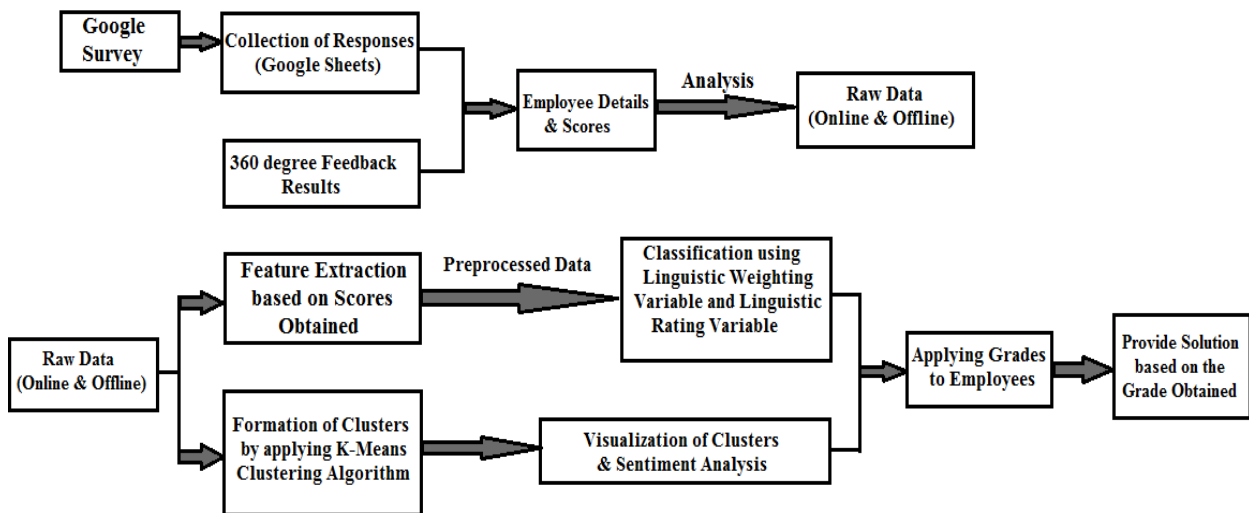 Google
Survey
Collection of Responses
(Google Sheets)
360 degree Feedback
Results
Employee Details
& Scores
Analysis
Raw Data
(Online & Offline)
Raw Data
(Online & Offline)
Feature Extraction
based on Scores
Obtained
Preprocessed Data
Classification using
Linguistic Weighting
Variable and Linguistic
Rating Variable
Formation of Clusters
by applying K-Means
Clustering Algorithm
Visualization of Clusters
& Sentiment Analysis
Applying Grades
to Employees
Provide Solution
based on the
Grade Obtained